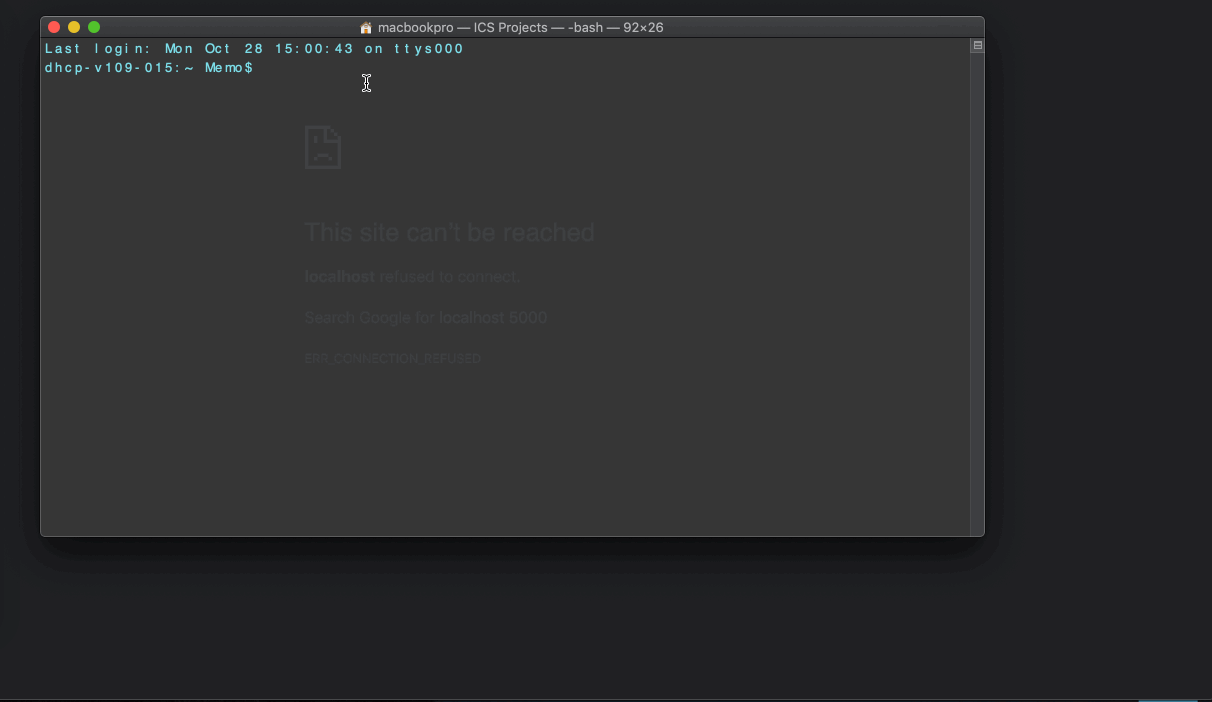 macbookpro — ICS Projects — -bash — 92×26
Last login: Mon Oct 28 15:00:43 on ttys000
dhcp-v109-015:~ Memo$
This site can't be reached
localhost refused to connect.
Search Google for localhost 5000
ERR_CONNECTION_REFUSED